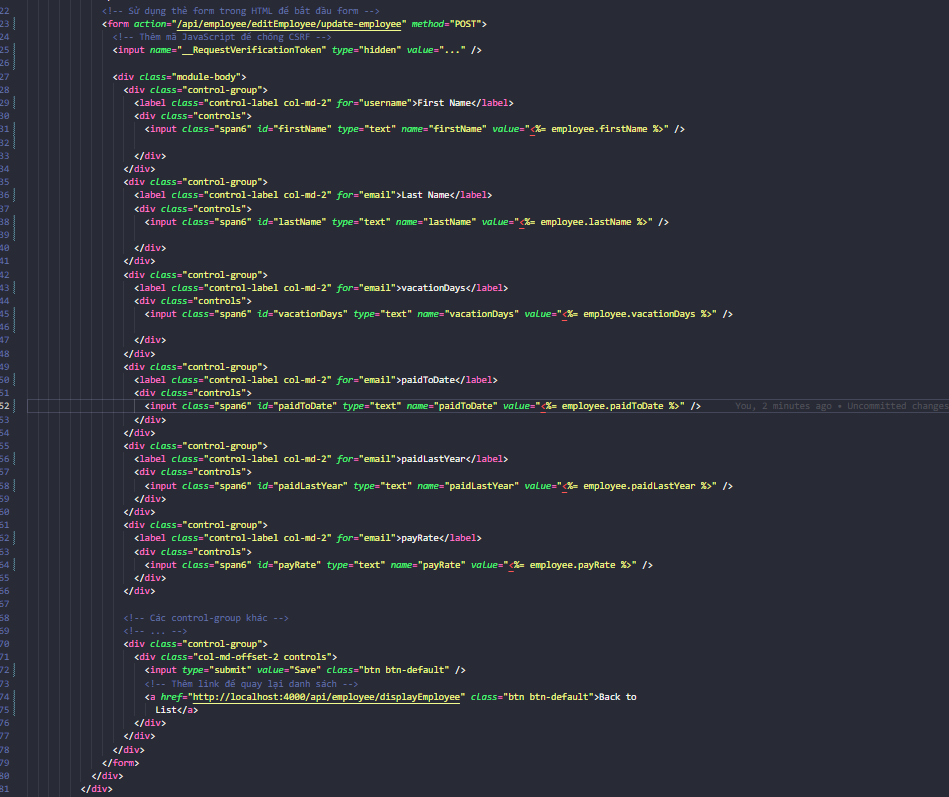 22 <!-- Sử dụng thẻ form trong HTML để bắt đầu form -->
23 <form action="/api/employee/editEmployee/update-employee" method="POST">
24 <!-- Thêm mã JavaScript để chống CSRF -->
25 <input name="__RequestVerificationToken" type="hidden" value="..." />
26
27 <div class="module-body">
28 <div class="control-group">
29 <label class="control-label col-md-2" for="username">First Name</label>
30 <div class="controls">
31 <input class="span6" id="firstName" type="text" name="firstName" value="<%= employee.firstName %>" />
32
33 </div>
34 </div>
35 <div class="control-group">
36 <label class="control-label col-md-2" for="email">Last Name</label>
37 <div class="controls">
38 <input class="span6" id="lastName" type="text" name="lastName" value="<%= employee.lastName %>" />
39
40 </div>
41 </div>
42 <div class="control-group">
43 <label class="control-label col-md-2" for="email">vacationDays</label>
44 <div class="controls">
45 <input class="span6" id="vacationDays" type="text" name="vacationDays" value="<%= employee.vacationDays %>" />
46
47 </div>
48 </div>
49 <div class="control-group">
50 <label class="control-label col-md-2" for="email">paidToDate</label>
51 <div class="controls">
52 <input class="span6" id="paidToDate" type="text" name="paidToDate" value="<%= employee.paidToDate %>" /> You, 2 minutes ago • Uncommitted changes
53 </div>
54 </div>
55 <div class="control-group">
56 <label class="control-label col-md-2" for="email">paidLastYear</label>
57 <div class="controls">
58 <input class="span6" id="paidLastYear" type="text" name="paidLastYear" value="<%= employee.paidLastYear %>" />
59 </div>
60 </div>
61 <div class="control-group">
62 <label class="control-label col-md-2" for="email">payRate</label>
63 <div class="controls">
64 <input class="span6" id="payRate" type="text" name="payRate" value="<%= employee.payRate %>" />
65 </div>
66 </div>
67
68 <!-- Các control-group khác -->
69 <!-- ... -->
70 <div class="control-group">
71 <div class="col-md-offset-2 controls">
72 <input type="submit" value="Save" class="btn btn-default" />
73 <!-- Thêm link để quay lại danh sách -->
74 <a href="http://localhost:4000/api/employee/displayEmployee" class="btn btn-default">Back to
75 List</a>
76 </div>
77 </div>
78 </div>
79 </form>
80 </div>
81 </div>